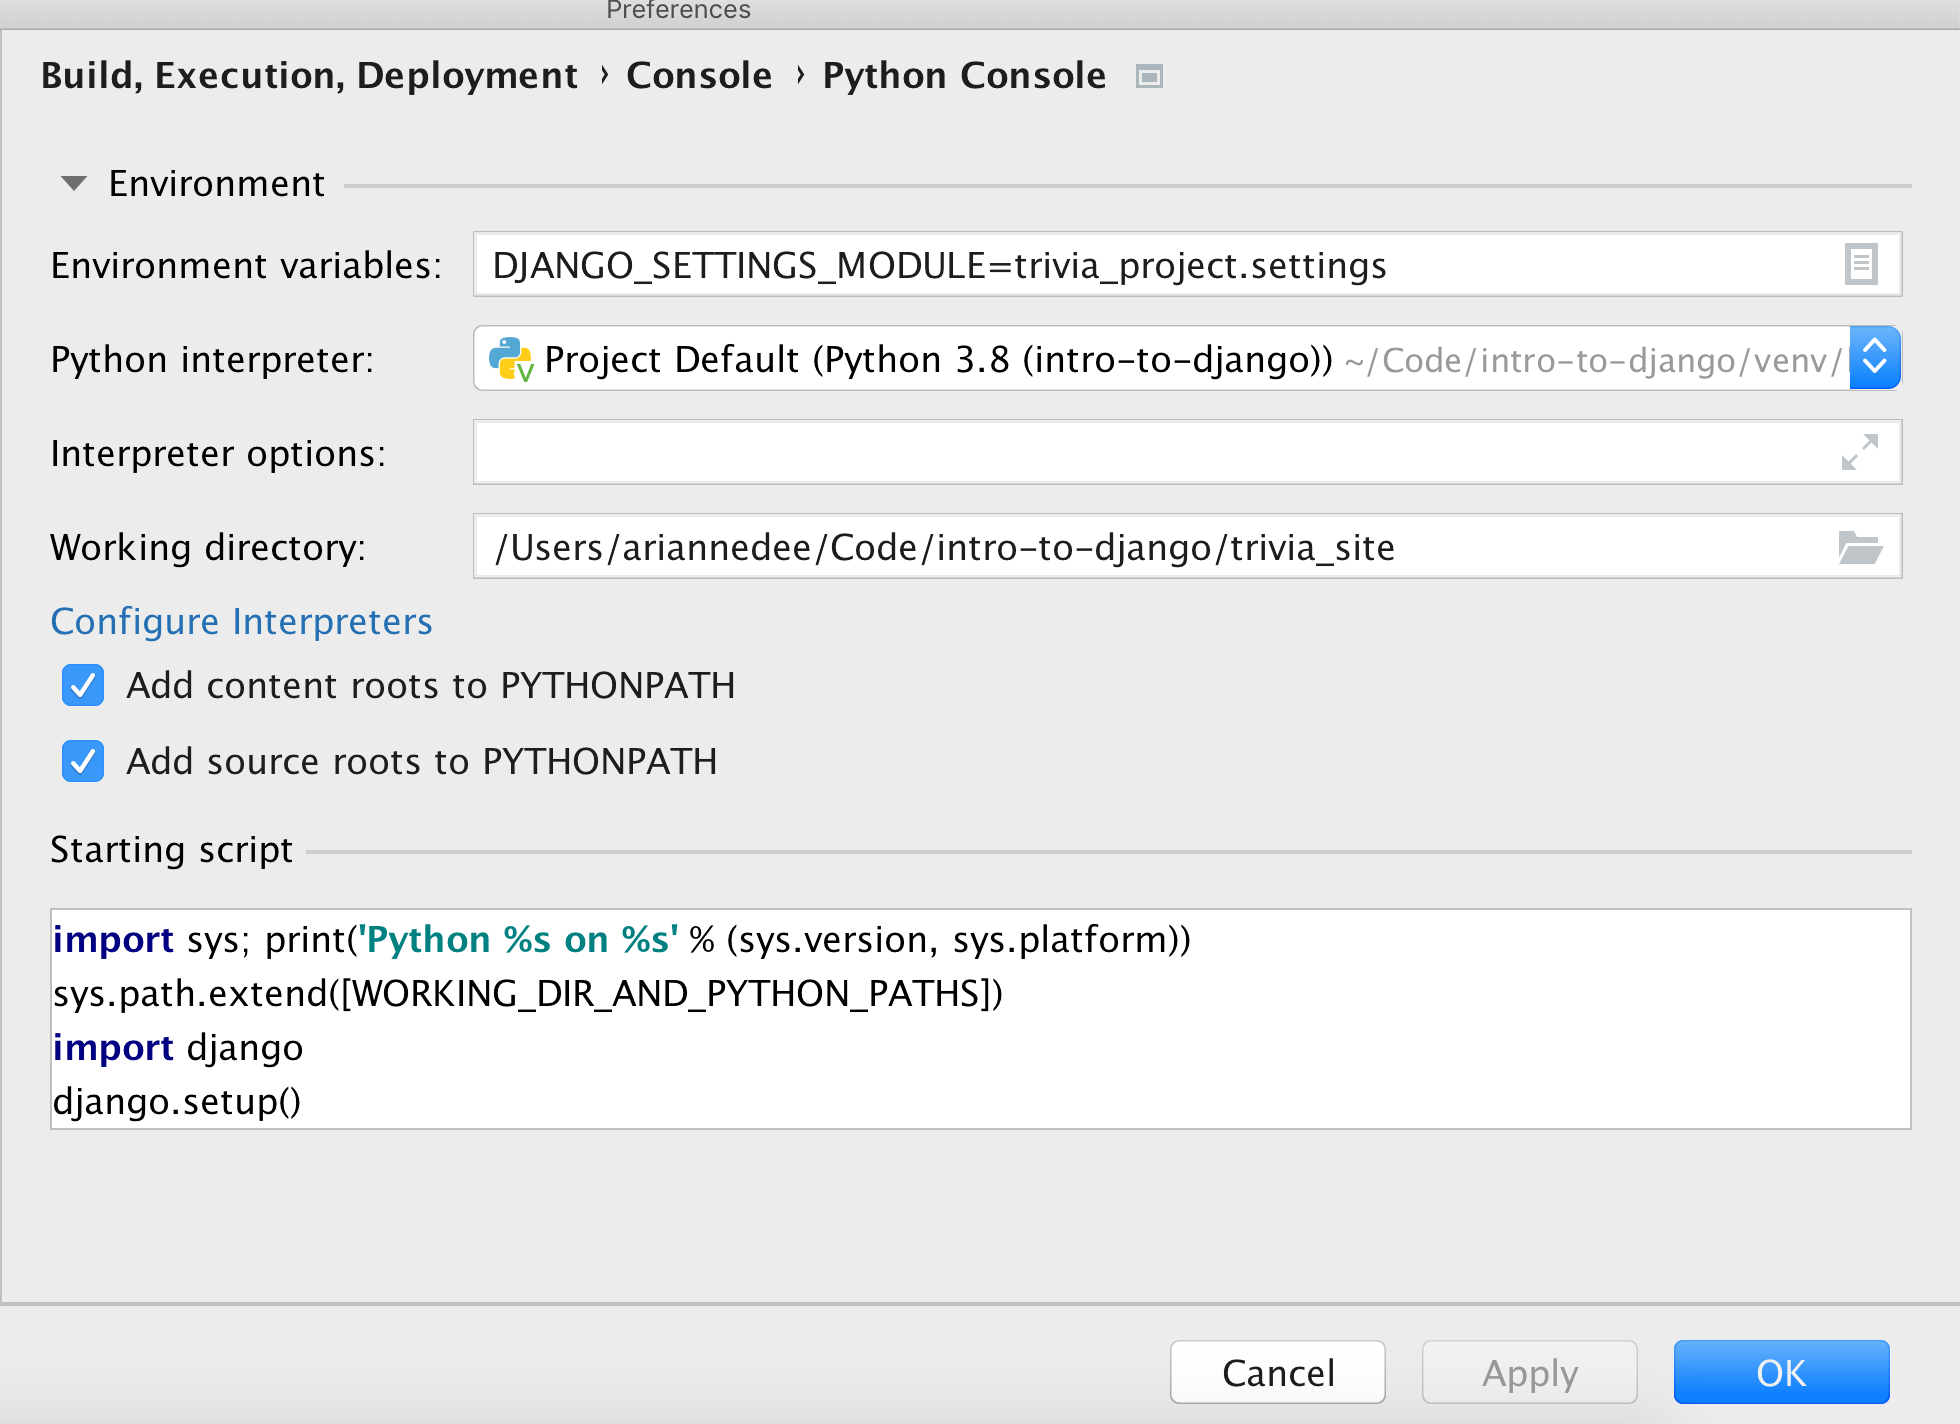 Preferences
Build, Execution, Deployment › Console › Python Console
Environment
Environment variables: DJANGO_SETTINGS_MODULE=trivia_project.settings
Python interpreter: Project Default (Python 3.8 (intro-to-django)) ~/Code/intro-to-django/venv/
Interpreter options:
Working directory: /Users/ariannedee/Code/intro-to-django/trivia_site
Configure Interpreters
Add content roots to PYTHONPATH
Add source roots to PYTHONPATH
Starting script
import sys; print('Python %s on %s' % (sys.version, sys.platform))
sys.path.extend([WORKING_DIR_AND_PYTHON_PATHS])
import django
django.setup()
Cancel Apply OK